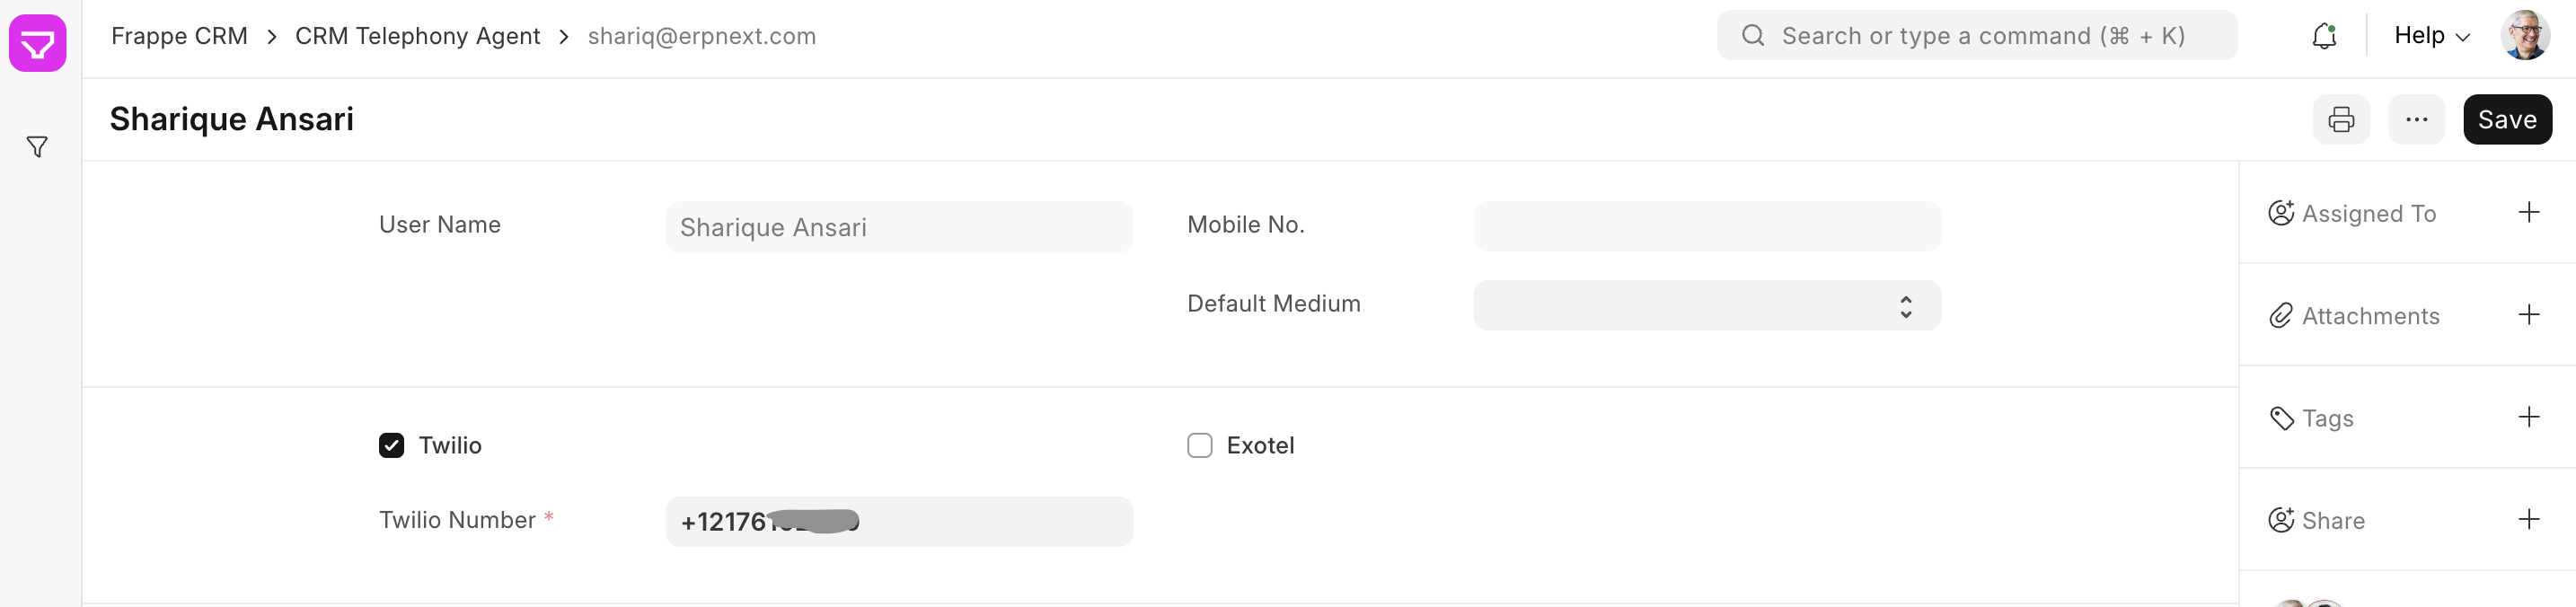 Frappe CRM > CRM Telephony Agent > shariq@erpnext.com
Search or type a command (⌘ + K)
Help
Sharique Ansari
Save
User Name
Sharique Ansari
Mobile No.
Default Medium
Twilio
Exotel
Twilio Number *
+12176
Assigned To
Attachments
Tags
Share